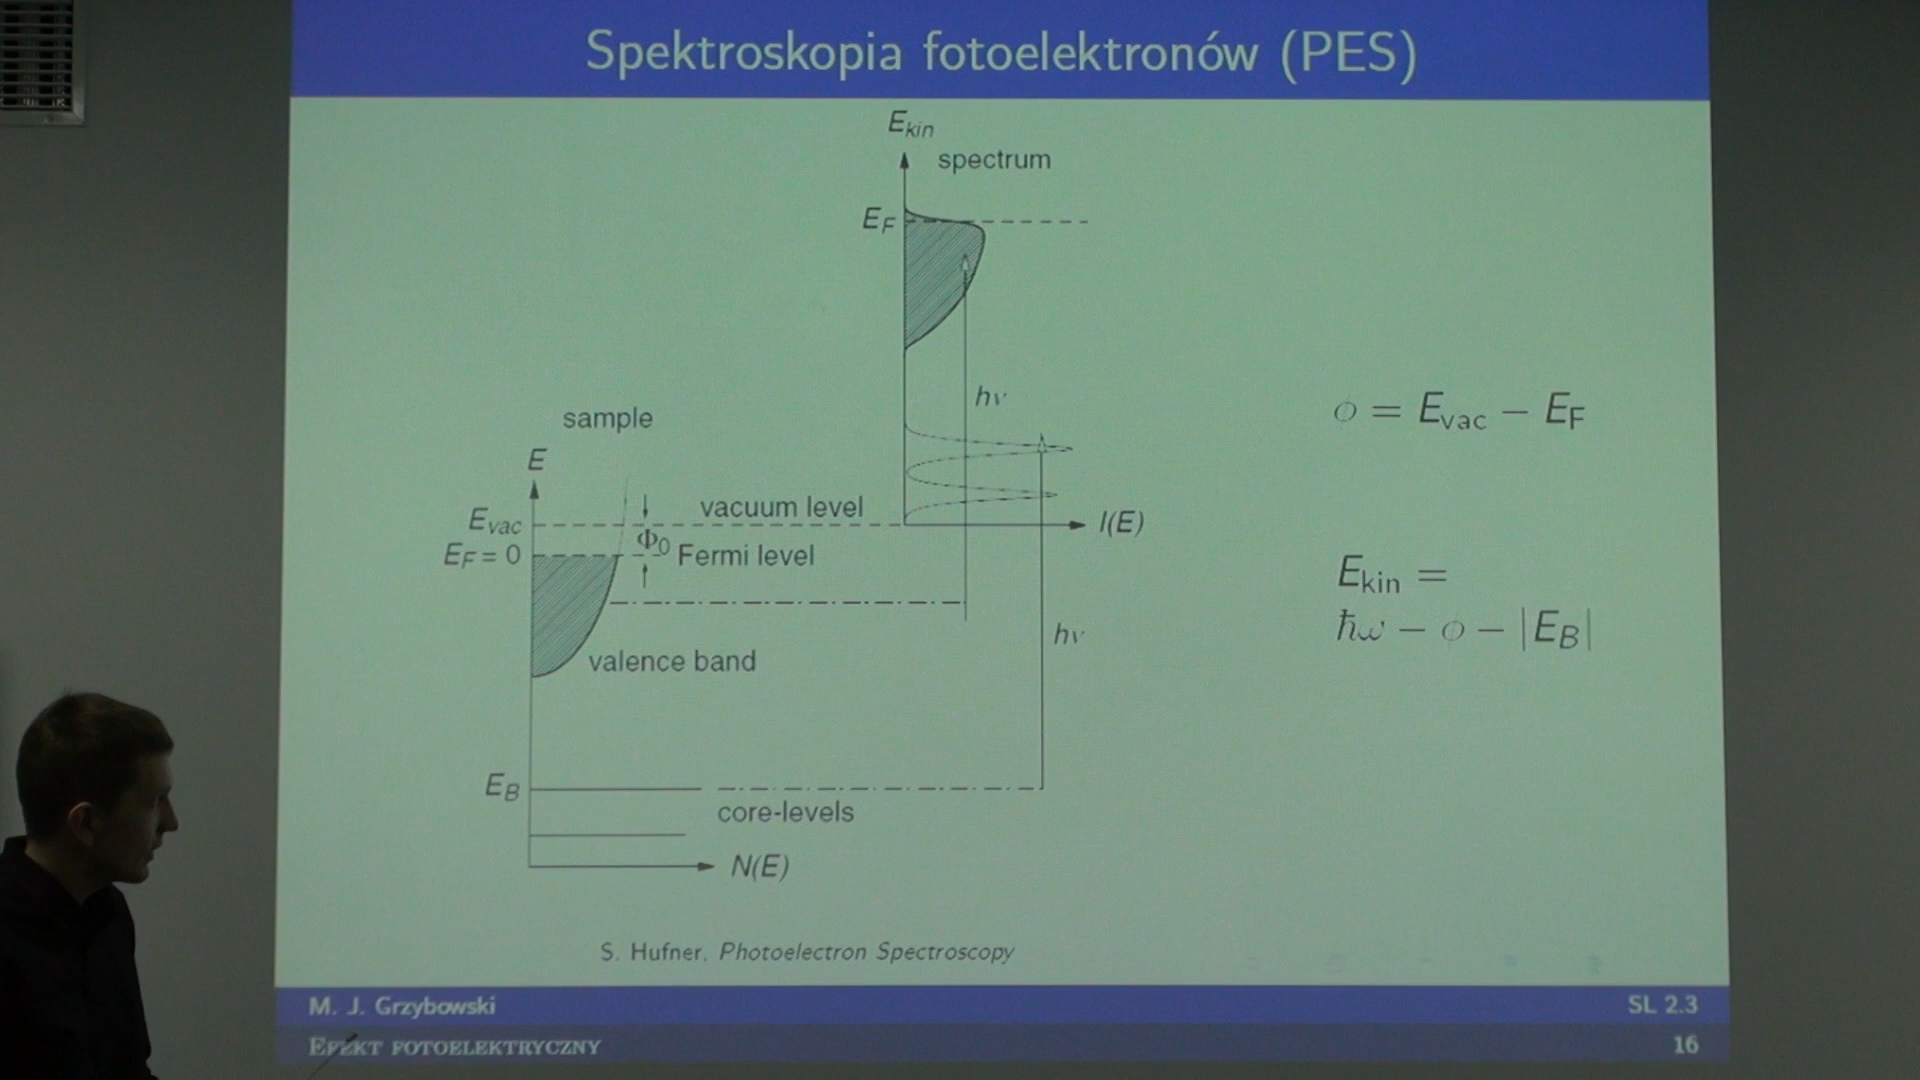 Spektroskopia fotoelektronów (PES)
E_kin
spectrum
E_F
hν
sample
E
E_vac
vacuum level
I(E)
Φ_0
E_F = 0
Fermi level
hν
valence band
E_B
core-levels
N(E)
ϕ = E_vac − E_F
E_kin =
ħω − ϕ − |E_B|
S. Hufner, Photoelectron Spectroscopy
M. J. Grzybowski
SL 2.3
Efekt fotoelektryczny
16